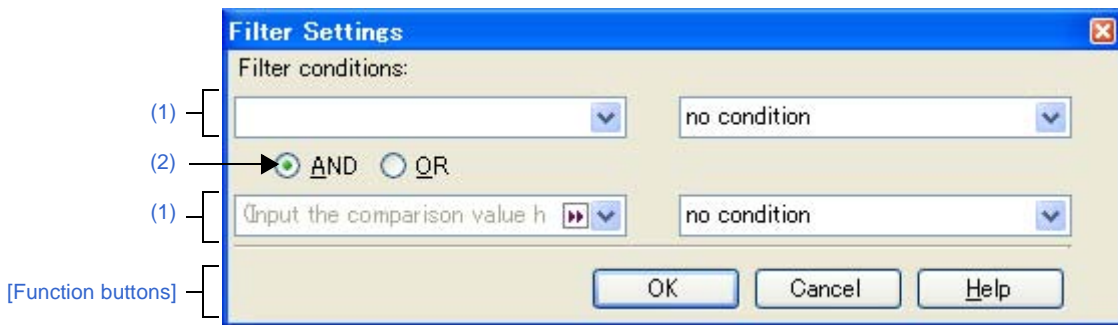 Filter Settings
Filter conditions:
(1)
no condition
(2)
AND OR
(1)
(Input the comparison value h
no condition
[Function buttons]
OK Cancel Help